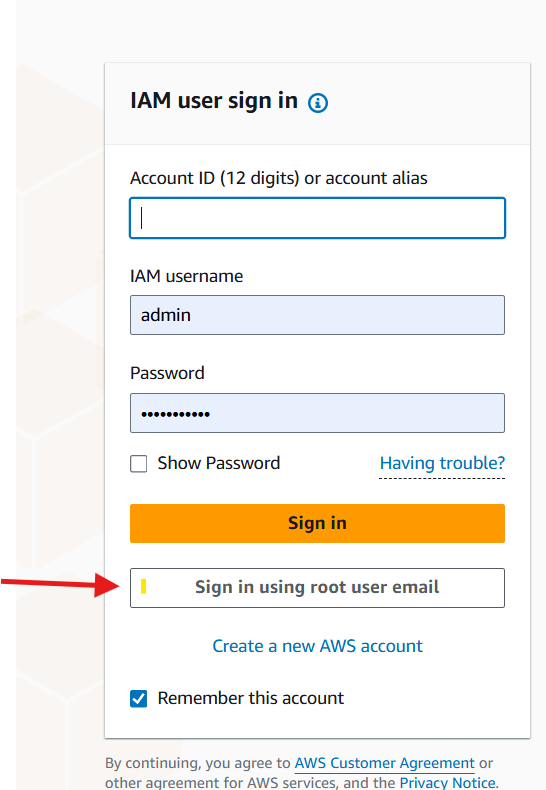 IAM user sign in
Account ID (12 digits) or account alias
IAM username
admin
Password
•••••••••••
Show Password
Having trouble?
Sign in
Sign in using root user email
Create a new AWS account
Remember this account
By continuing, you agree to AWS Customer Agreement or
other agreement for AWS services, and the Privacy Notice.